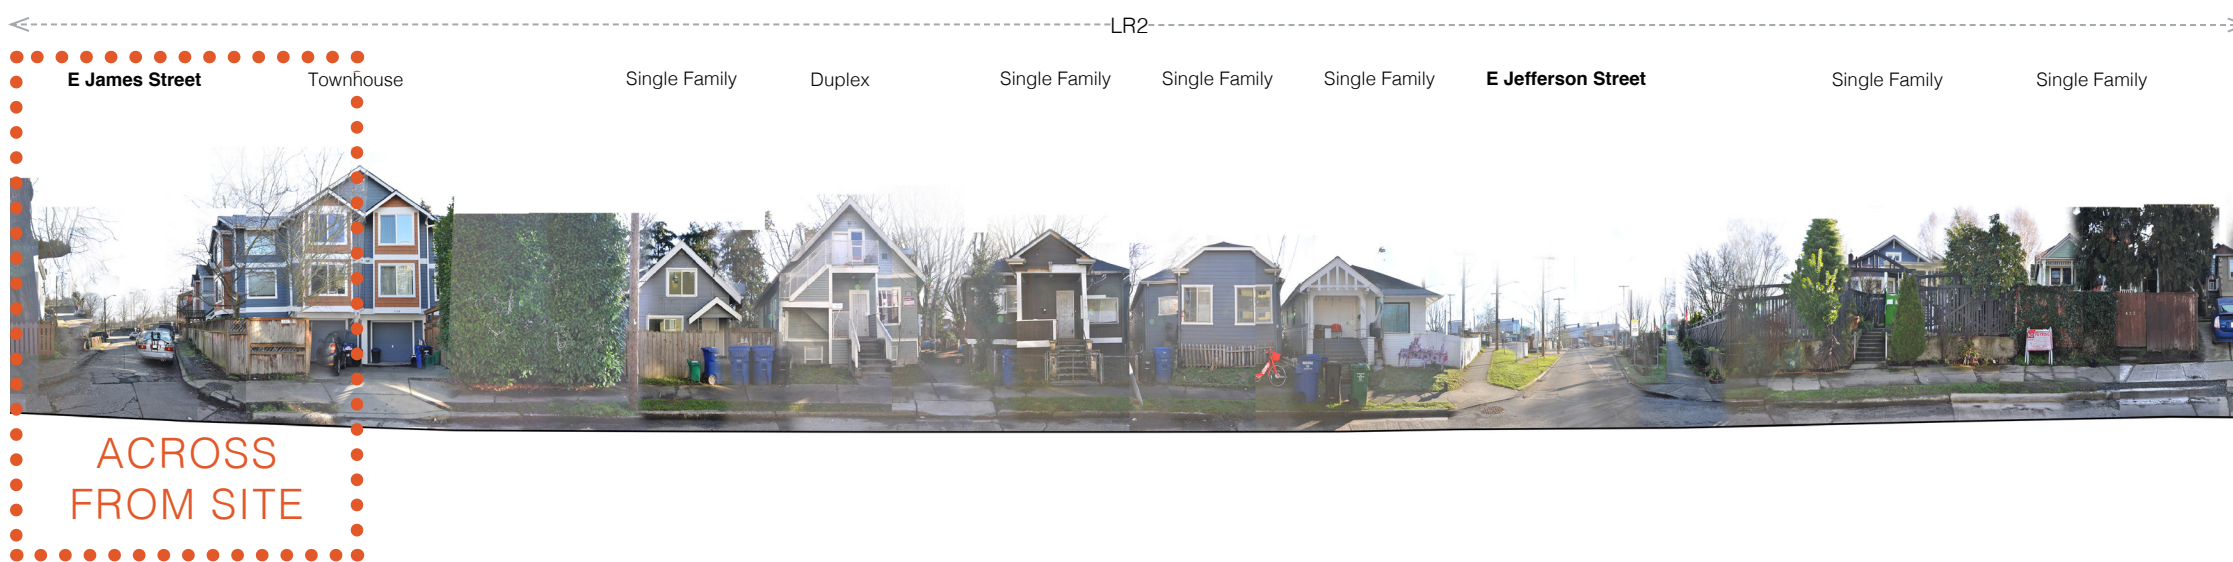 LR2
E James Street
Townhouse
Single Family
Duplex
Single Family
Single Family
Single Family
E Jefferson Street
Single Family
Single Family
ACROSS
FROM SITE